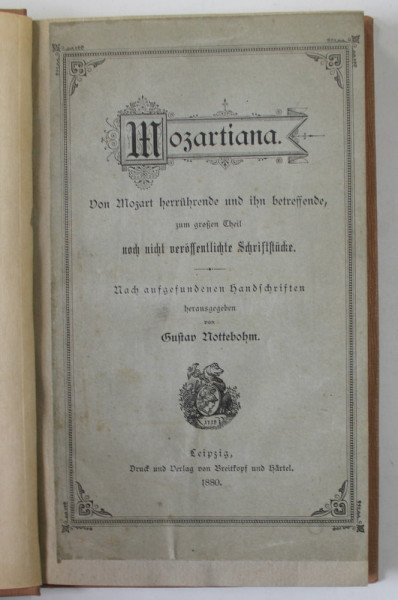 Mozartiana.
Von Mozart herrührende und ihn betreffende,
zum großen Theil
noch nicht veröffentlichte Schriftstücke.
Nach aufgefundenen Handschriften
herausgegeben
von
Gustav Nottebohm.
1719
Leipzig,
Druck und Verlag von Breitkopf und Härtel.
1880.